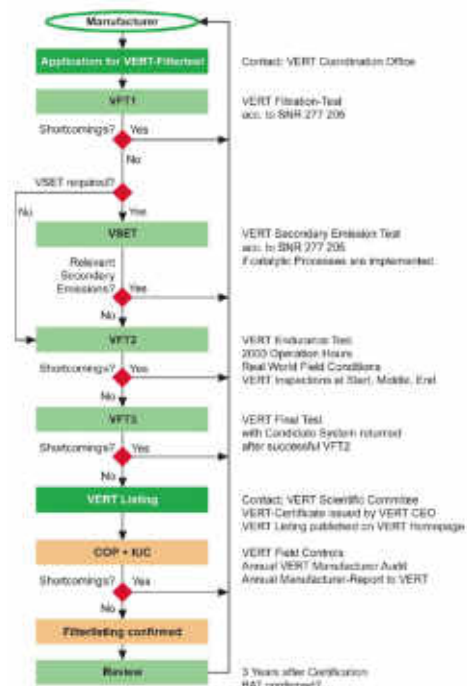 Manufacturer
Application for VERT-Filtertest
Contact: VERT Coordination Office
VFT1
VERT Filtration-Test
acc. to SNR 277 205
Shortcomings?
Yes
No
VSET required?
No
Yes
VSET
VERT Secondary Emission Test
acc. to SNR 277 205
if catalytic Processes are implemented
Relevant
Secondary
Emissions?
Yes
No
VFT2
VERT Endurance Test
2000 Operation Hours
Real World Field Conditions
VERT Inspections at Start, Middle, End
Shortcomings?
Yes
No
VFT3
VERT Final Test
with Candidate System returned
after successful VFT2
Shortcomings?
Yes
No
VERT Listing
Contact: VERT Scientific Committee
VERT-Certificate issued by VERT CEO
VERT Listing published on VERT Homepage
COP + IUC
VERT Field Controls
Annual VERT Manufacturer Audit
Annual Manufacturer-Report to VERT
Shortcomings?
Yes
No
Filterlisting confirmed
Review
3 Years after Certification
BAT confirmed?